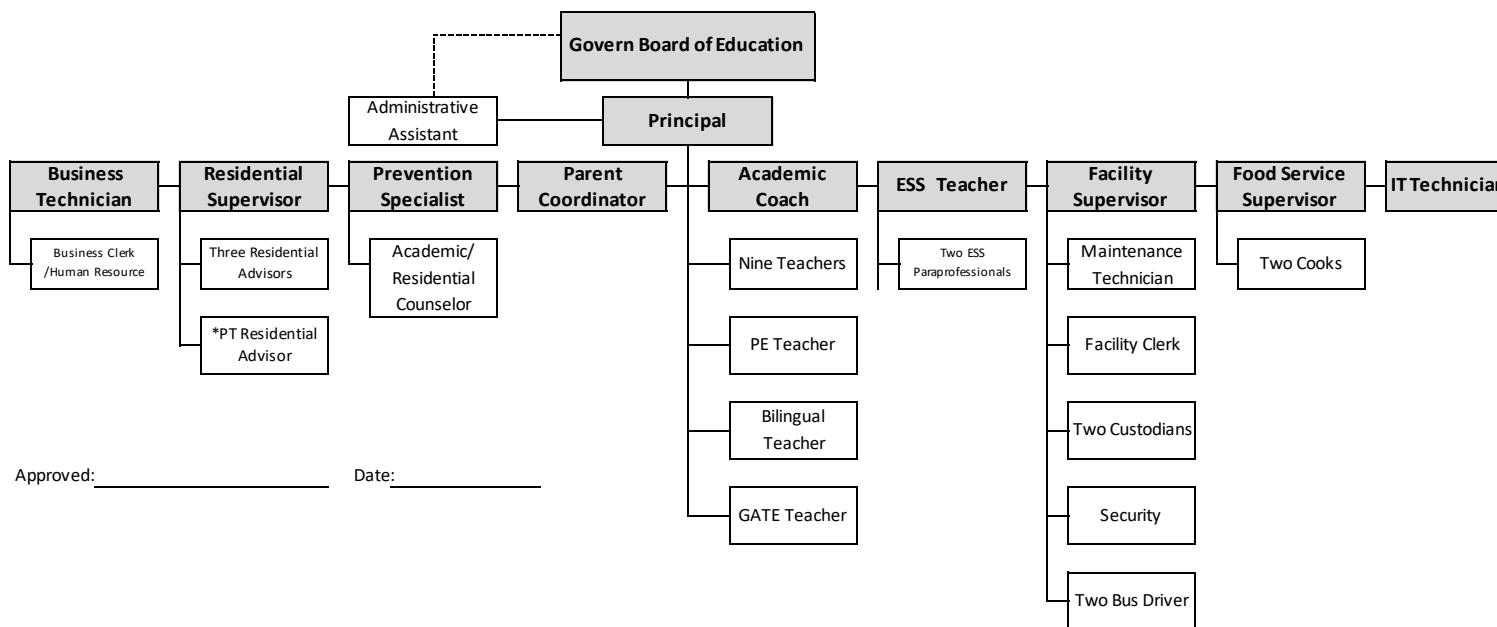 Govern Board of Education
Administrative
Assistant
Principal
Business
Technician
Residential
Supervisor
Prevention
Specialist
Parent
Coordinator
Academic
Coach
ESS Teacher
Facility
Supervisor
Food Service
Supervisor
IT Technician
Business Clerk
/Human Resource
Three Residential
Advisors
Academic/
Residential
Counselor
Nine Teachers
Two ESS
Paraprofessionals
Maintenance
Technician
Two Cooks
*PT Residential
Advisor
PE Teacher
Facility Clerk
Bilingual
Teacher
Two Custodians
Approved:
Date:
GATE Teacher
Security
Two Bus Driver